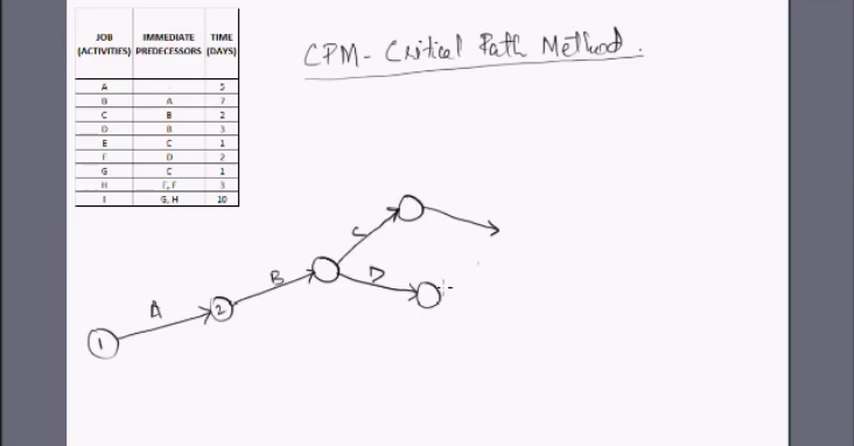 JOB (ACTIVITIES) IMMEDIATE PREDECESSORS TIME (DAYS)
A - 5
B A 7
C B 2
D B 3
E C 1
F D 2
G C 1
H E, F 3
I G, H 10
CPM - Critical Path Method.
C
B
D
A
2
1